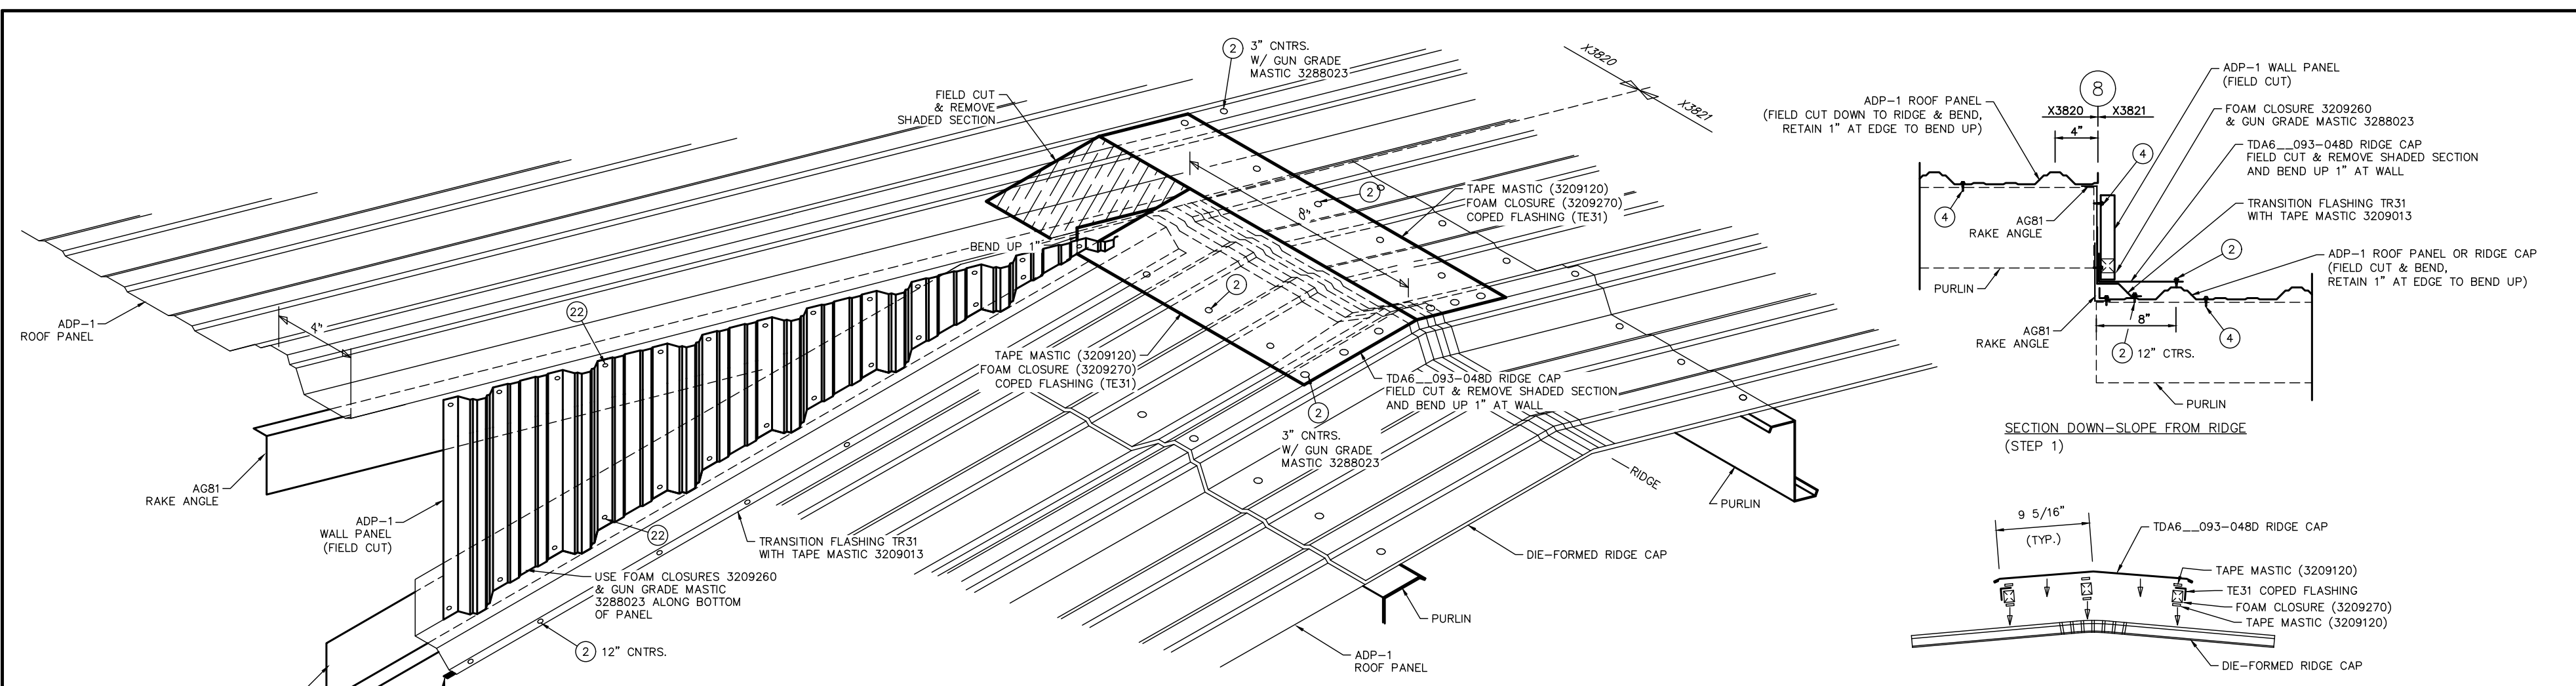 2
3" CNTRS.
W/ GUN GRADE
MASTIC 3288023
FIELD CUT
& REMOVE
SHADED SECTION
X3820
X3821
2
TAPE MASTIC (3209120)
FOAM CLOSURE (3209270)
COPED FLASHING (TE31)
8"
BEND UP 1"
2
22
4"
ADP-1
ROOF PANEL
TAPE MASTIC (3209120)
FOAM CLOSURE (3209270)
COPED FLASHING (TE31)
TDA6__093-048D RIDGE CAP
FIELD CUT & REMOVE SHADED SECTION
AND BEND UP 1" AT WALL
2
3" CNTRS.
W/ GUN GRADE
MASTIC 3288023
RIDGE
PURLIN
AG81
RAKE ANGLE
ADP-1
WALL PANEL
(FIELD CUT)
22
TRANSITION FLASHING TR31
WITH TAPE MASTIC 3209013
DIE-FORMED RIDGE CAP
USE FOAM CLOSURES 3209260
& GUN GRADE MASTIC
3288023 ALONG BOTTOM
OF PANEL
PURLIN
2 12" CNTRS.
ADP-1
ROOF PANEL
8
X3820 X3821
4"
ADP-1 WALL PANEL
(FIELD CUT)
ADP-1 ROOF PANEL
(FIELD CUT DOWN TO RIDGE & BEND,
RETAIN 1" AT EDGE TO BEND UP)
FOAM CLOSURE 3209260
& GUN GRADE MASTIC 3288023
4
TDA6__093-048D RIDGE CAP
FIELD CUT & REMOVE SHADED SECTION
AND BEND UP 1" AT WALL
4
AG81
RAKE ANGLE
TRANSITION FLASHING TR31
WITH TAPE MASTIC 3209013
2
ADP-1 ROOF PANEL OR RIDGE CAP
(FIELD CUT & BEND,
RETAIN 1" AT EDGE TO BEND UP)
PURLIN
8"
AG81
RAKE ANGLE
2 12" CTRS.
4
PURLIN
SECTION DOWN-SLOPE FROM RIDGE
(STEP 1)
9 5/16"
(TYP.)
TDA6__093-048D RIDGE CAP
TAPE MASTIC (3209120)
TE31 COPED FLASHING
FOAM CLOSURE (3209270)
TAPE MASTIC (3209120)
DIE-FORMED RIDGE CAP